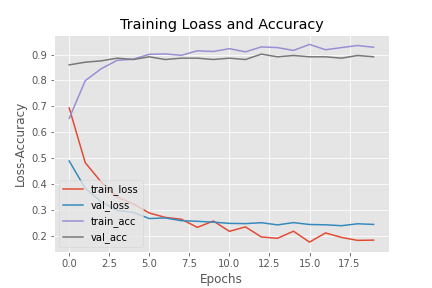 Training Loass and Accuracy
Loss-Accuracy
0.9
0.8
0.7
0.6
0.5
0.4
0.3
0.2
train_loss
val_loss
train_acc
val_acc
0.0 2.5 5.0 7.5 10.0 12.5 15.0 17.5
Epochs